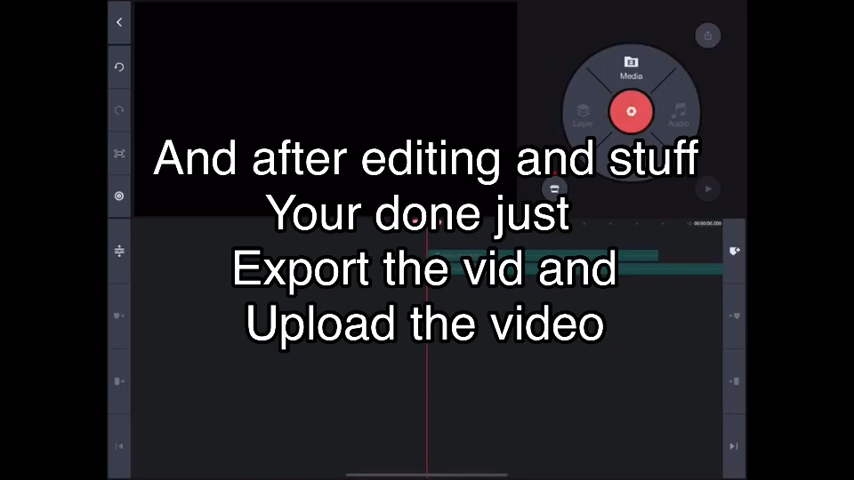 Media
Layer
Audio
And after editing and stuff
Your done just
Export the vid and
Upload the video